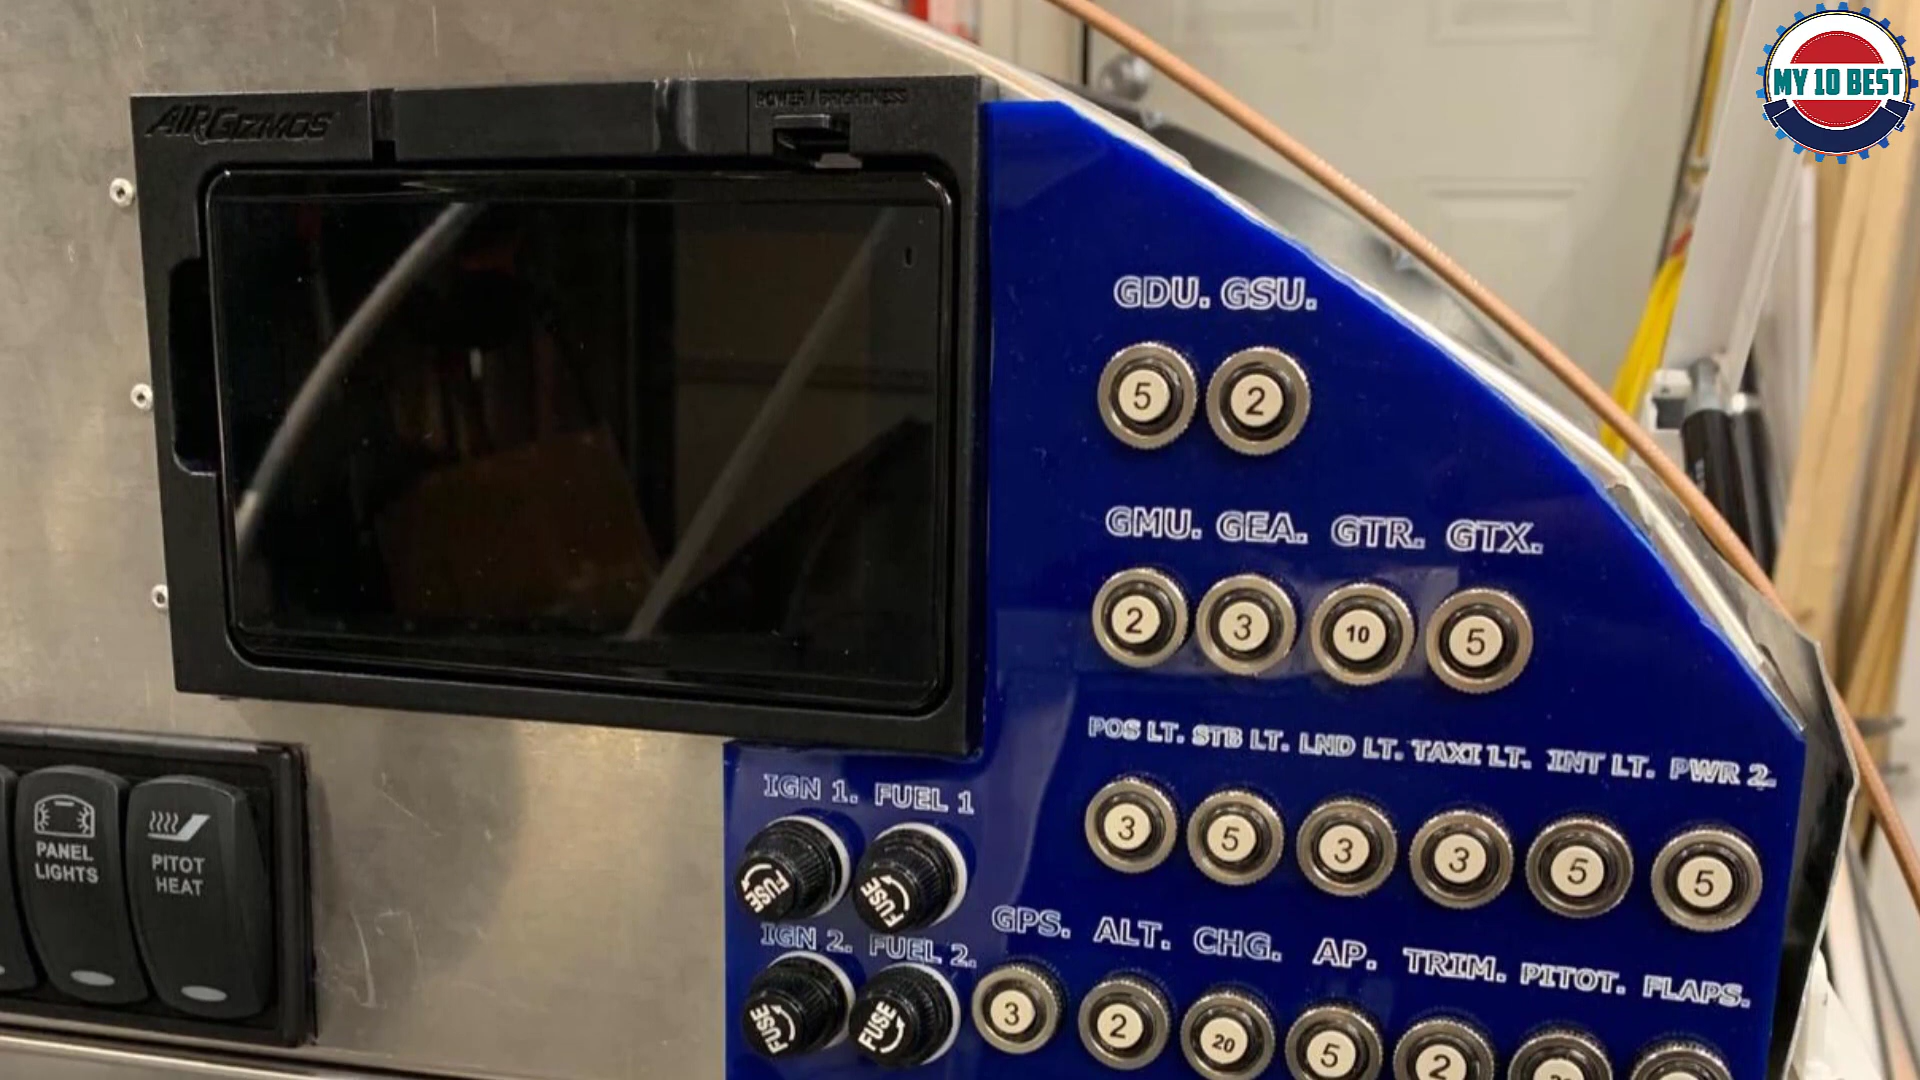 MY 10 BEST
AIRGIZMOS
POWER / BRIGHTNESS
GDU. GSU.
5 2
GMU. GEA. GTR. GTX.
2 3 10 5
POS LT. STB LT. LND LT. TAXI LT. INT LT. PWR 2.
3 5 3 3 5 5
IGN 1. FUEL 1
FUSE FUSE
PANEL
LIGHTS
PITOT
HEAT
IGN 2. FUEL 2.
FUSE FUSE
GPS. ALT. CHG. AP. TRIM. PITOT. FLAPS.
3 2 20 5 2